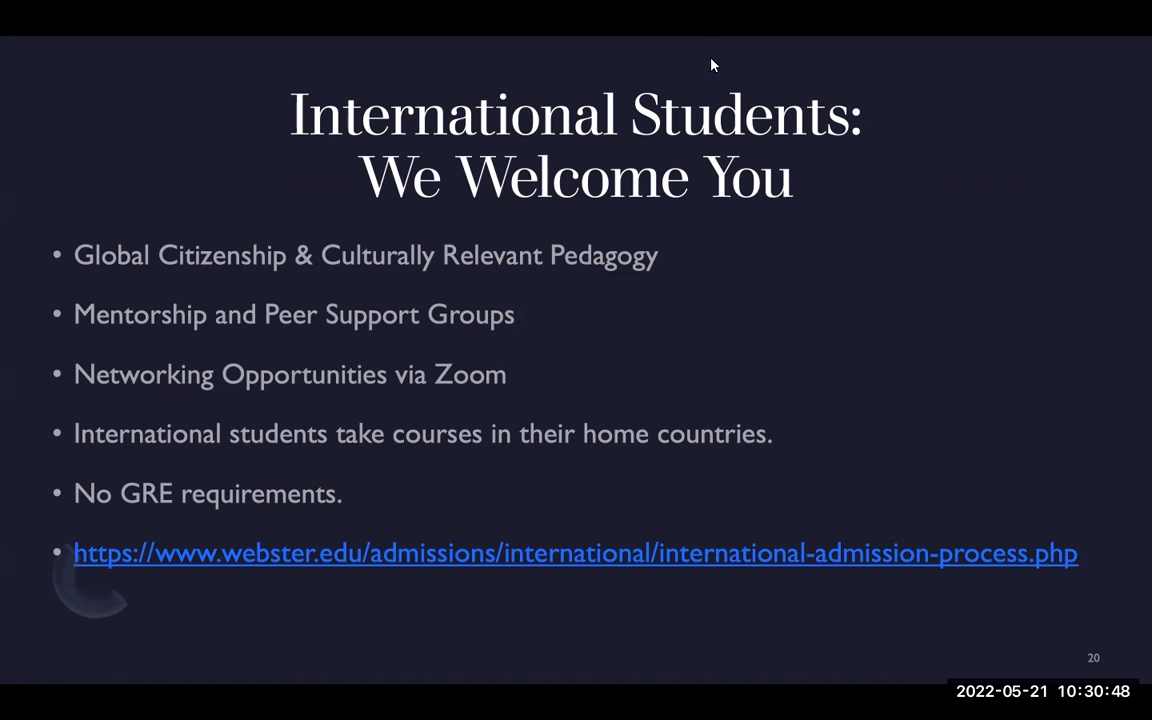 International Students:
We Welcome You
• Global Citizenship & Culturally Relevant Pedagogy
• Mentorship and Peer Support Groups
• Networking Opportunities via Zoom
• International students take courses in their home countries.
• No GRE requirements.
• https://www.webster.edu/admissions/international/international-admission-process.php
20
2022-05-21 10:30:48